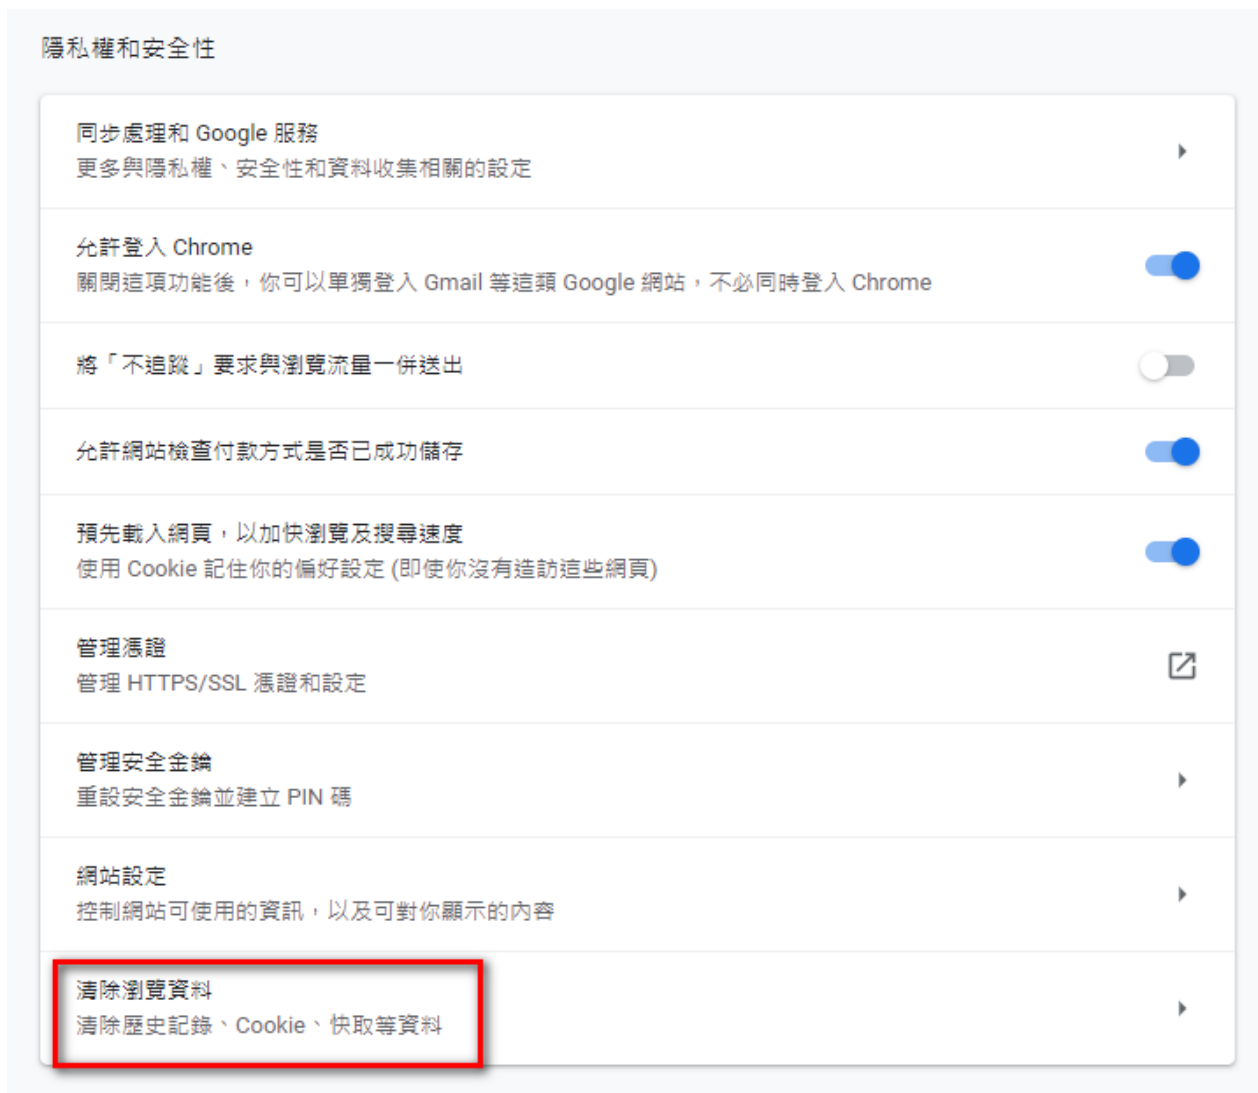 隱私權和安全性
同步處理和 Google 服務
更多與隱私權、安全性和資料收集相關的設定
允許登入 Chrome
關閉這項功能後，你可以單獨登入 Gmail 等這類 Google 網站，不必同時登入 Chrome
將「不追蹤」要求與瀏覽流量一併送出
允許網站檢查付款方式是否已成功儲存
預先載入網頁，以加快瀏覽及搜尋速度
使用 Cookie 記住你的偏好設定 (即使你沒有造訪這些網頁)
管理憑證
管理 HTTPS/SSL 憑證和設定
管理安全金鑰
重設安全金鑰並建立 PIN 碼
網站設定
控制網站可使用的資訊，以及可對你顯示的內容
清除瀏覽資料
清除歷史記錄、Cookie、快取等資料